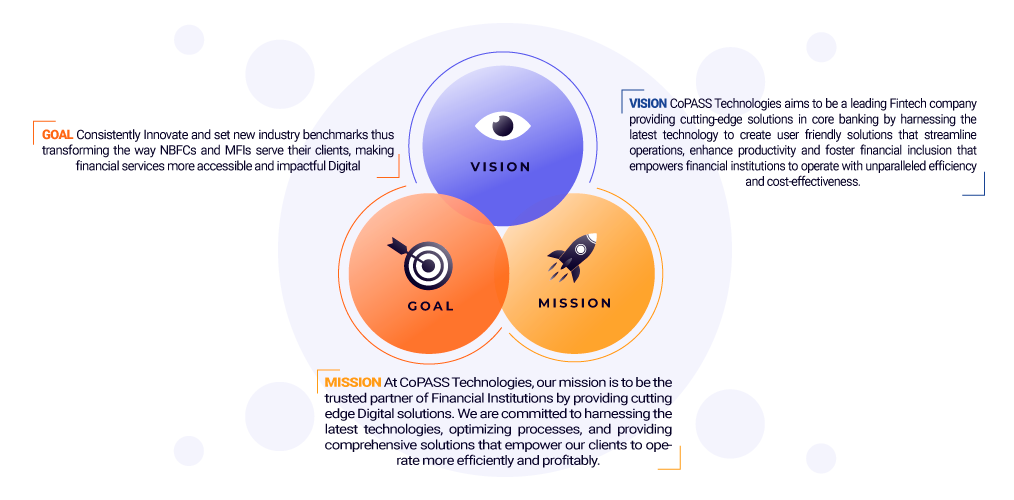 VISION
GOAL
MISSION
GOAL Consistently Innovate and set new industry benchmarks thus
transforming the way NBFCs and MFIs serve their clients, making
financial services more accessible and impactful Digital
VISION CoPASS Technologies aims to be a leading Fintech company
providing cutting-edge solutions in core banking by harnessing the
latest technology to create user friendly solutions that streamline
operations, enhance productivity and foster financial inclusion that
empowers financial institutions to operate with unparalleled efficiency
and cost-effectiveness.
MISSION At CoPASS Technologies, our mission is to be the
trusted partner of Financial Institutions by providing cutting
edge Digital solutions. We are committed to harnessing the
latest technologies, optimizing processes, and providing
comprehensive solutions that empower our clients to ope-
rate more efficiently and profitably.